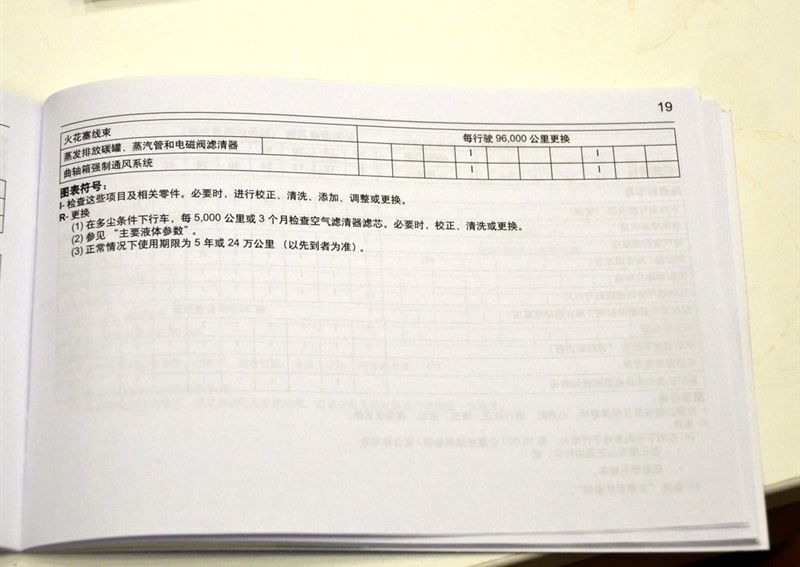 19
火花塞线束 每行驶 96,000 公里更换
蒸发排放碳罐、蒸汽管和电磁阀滤清器 I I
曲轴箱强制通风系统 I I
图表符号：
I- 检查这些项目及相关零件。必要时，进行校正、清洗、添加、调整或更换。
R- 更换
(1) 在多尘条件下行车，每 5,000 公里或 3 个月检查空气滤清器滤芯。必要时，校正、清洗或更换。
(2) 参见 “主要液体参数”。
(3) 正常情况下使用期限为 5 年或 24 万公里 （以先到者为准）。